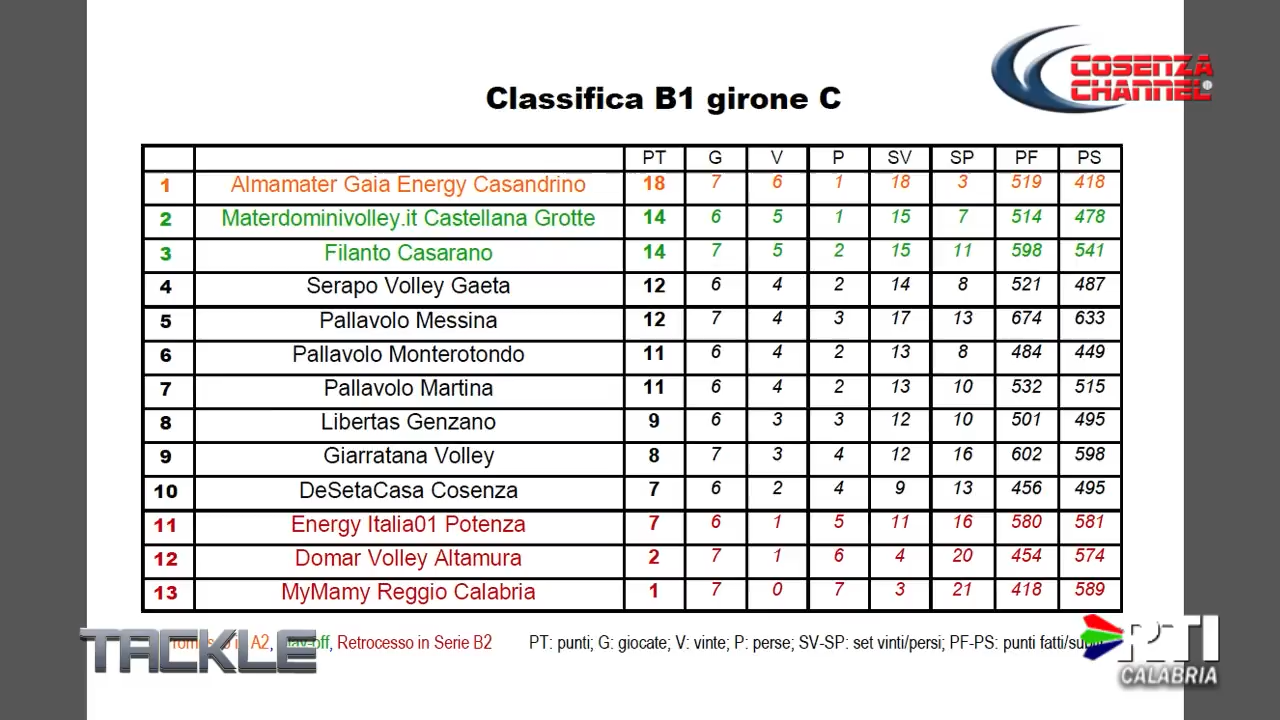 COSENZA
CHANNEL
Classifica B1 girone C
PT G V P SV SP PF PS
1 Almamater Gaia Energy Casandrino 18 7 6 1 18 3 519 418
2 Materdominivolley.it Castellana Grotte 14 6 5 1 15 7 514 478
3 Filanto Casarano 14 7 5 2 15 11 598 541
4 Serapo Volley Gaeta 12 6 4 2 14 8 521 487
5 Pallavolo Messina 12 7 4 3 17 13 674 633
6 Pallavolo Monterotondo 11 6 4 2 13 8 484 449
7 Pallavolo Martina 11 6 4 2 13 10 532 515
8 Libertas Genzano 9 6 3 3 12 10 501 495
9 Giarratana Volley 8 7 3 4 12 16 602 598
10 DeSetaCasa Cosenza 7 6 2 4 9 13 456 495
11 Energy Italia01 Potenza 7 6 1 5 11 16 580 581
12 Domar Volley Altamura 2 7 1 6 4 20 454 574
13 MyMamy Reggio Calabria 1 7 0 7 3 21 418 589
A2, Retrocesso in Serie B2 PT: punti; G: giocate; V: vinte; P: perse; SV-SP: set vinti/persi; PF-PS: punti fatti/
TACKLE
RTI
CALABRIA